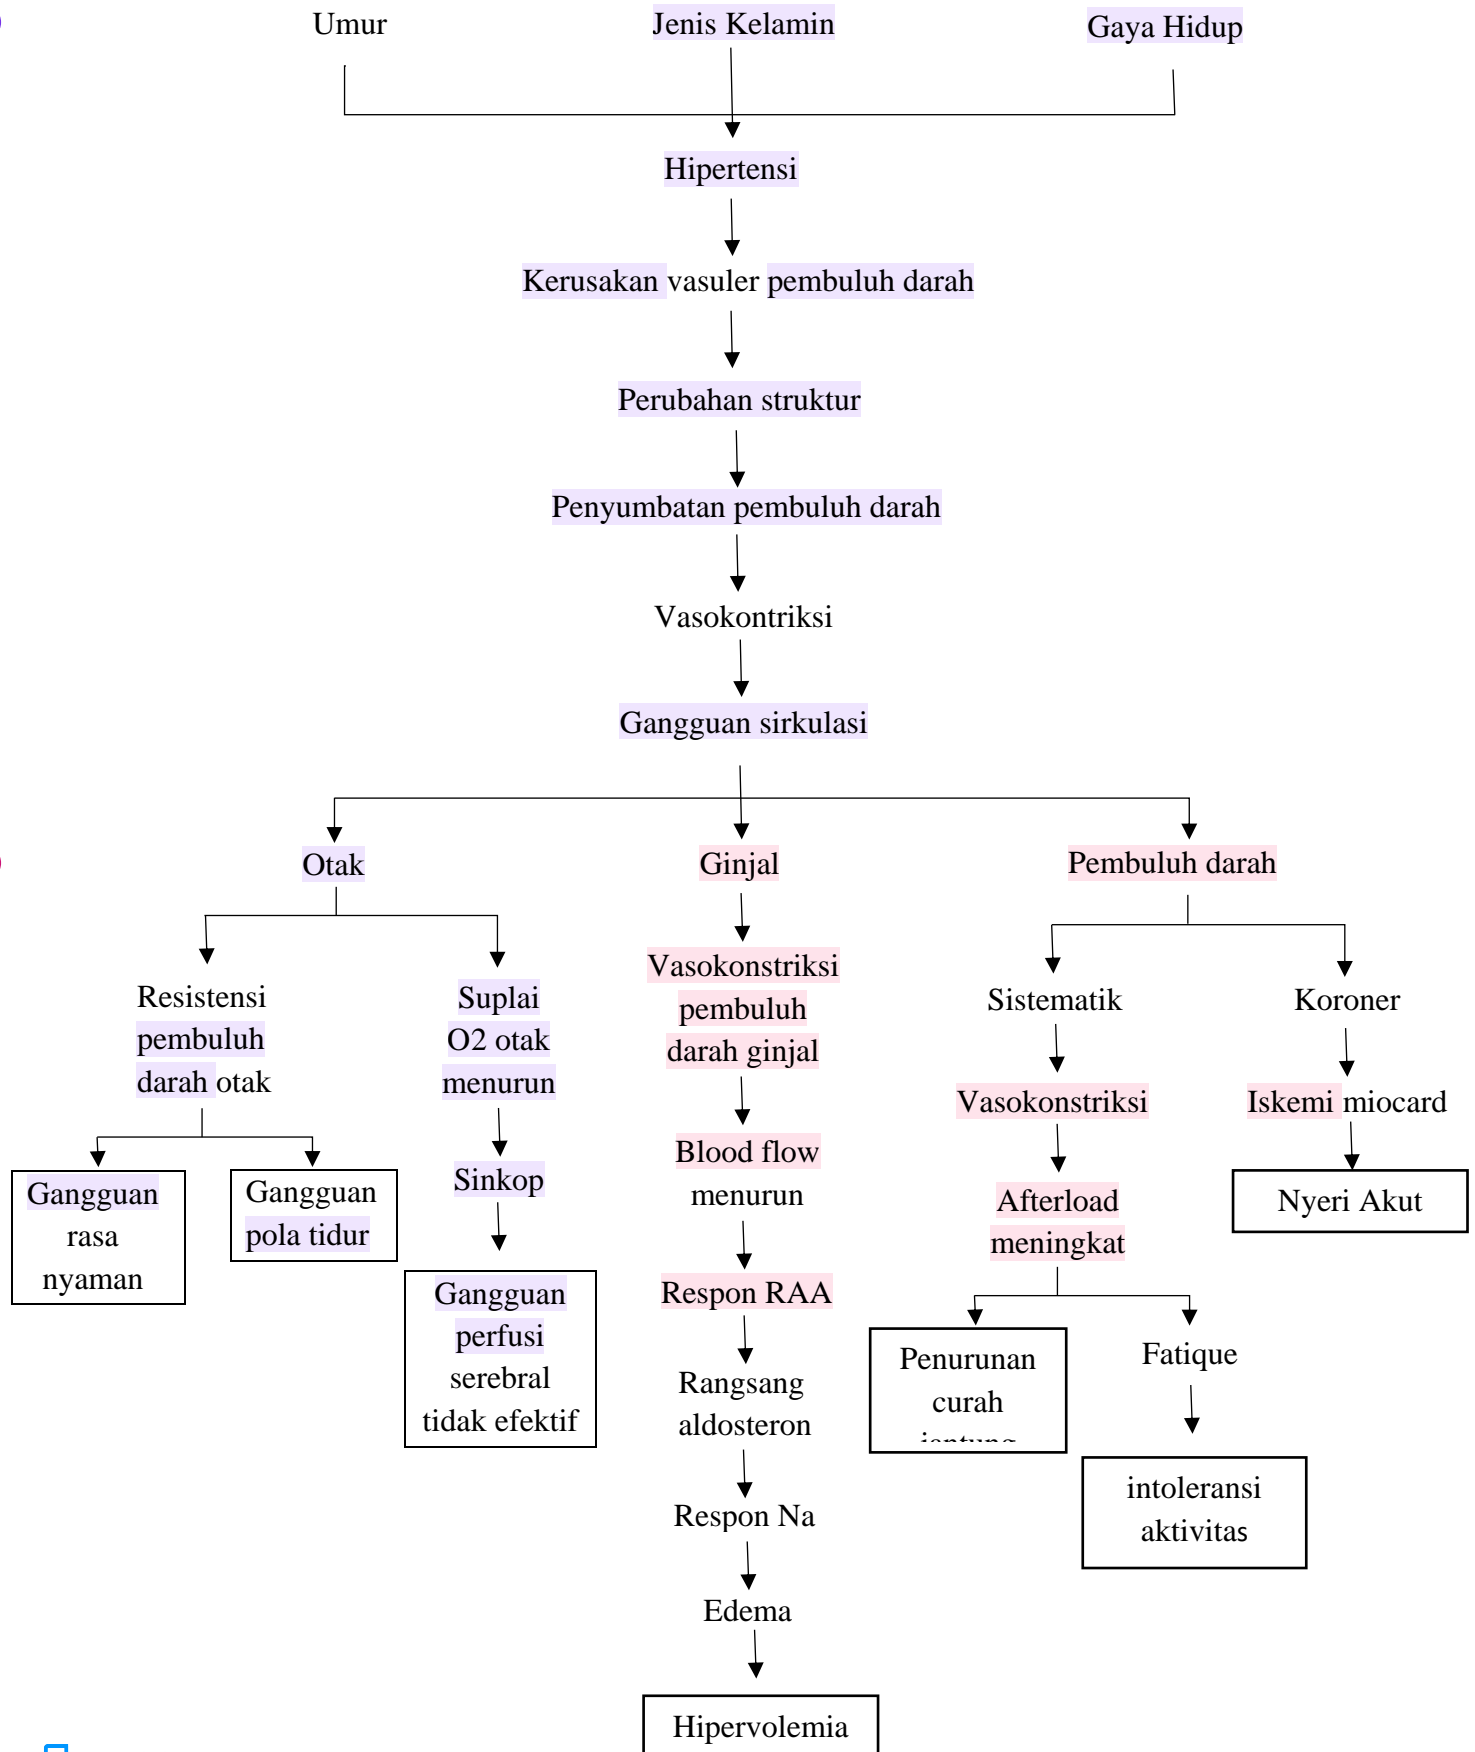 Umur
Jenis Kelamin
Gaya Hidup
Hipertensi
Kerusakan vasuler pembuluh darah
Perubahan struktur
Penyumbatan pembuluh darah
Vasokontriksi
Gangguan sirkulasi
Otak
Resistensi
pembuluh
darah otak
Gangguan
rasa
nyaman
Gangguan
pola tidur
Suplai
O2 otak
menurun
Sinkop
Gangguan
perfusi
serebral
tidak efektif
Ginjal
Vasokonstriksi
pembuluh
darah ginjal
Blood flow
menurun
Respon RAA
Rangsang
aldosteron
Respon Na
Edema
Hipervolemia
Pembuluh darah
Sistematik
Vasokonstriksi
Afterload
meningkat
Penurunan
curah
Fatique
intoleransi
aktivitas
Koroner
Iskemi miocard
Nyeri Akut